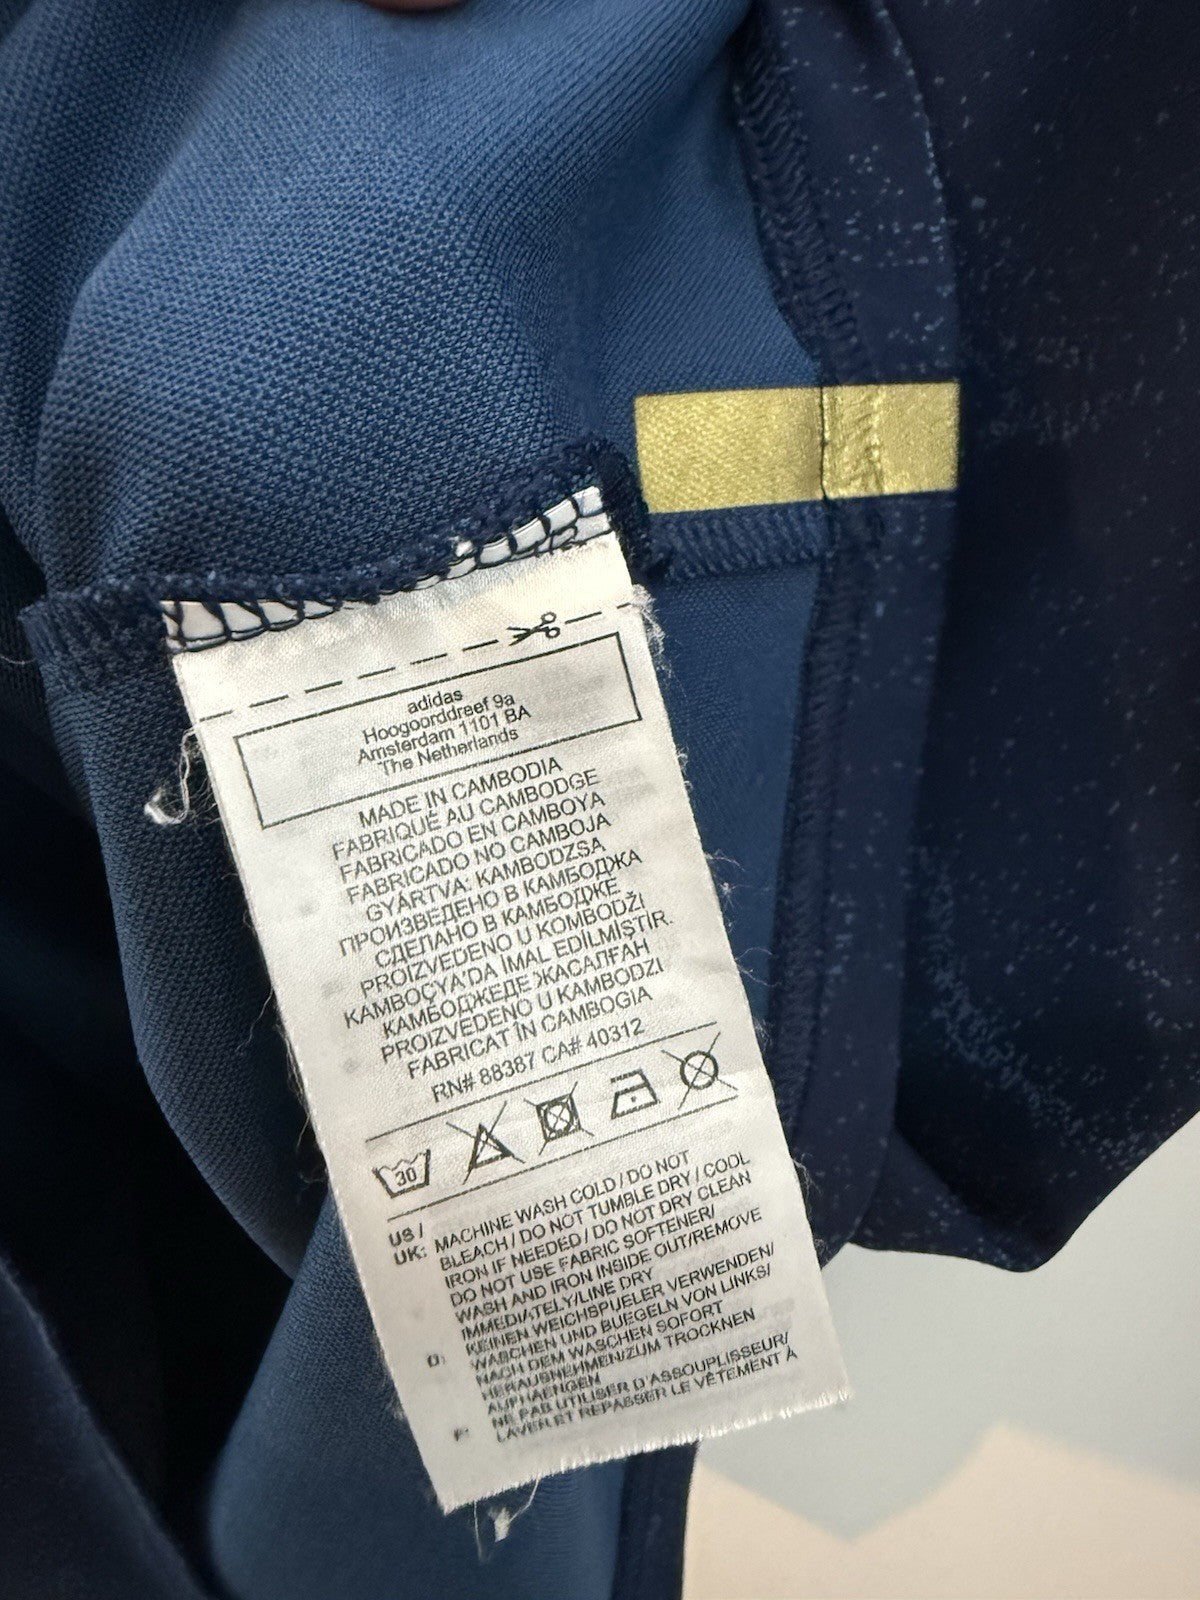 adidas
Hoogoorddreef 9a
Amsterdam 1101 BA
The Netherlands
MADE IN CAMBODIA
FABRIQUÉ AU CAMBODGE
FABRICADO EN CAMBOYA
FABRICADO NO CAMBOJA
GYÁRTVA: KAMBODZSA
ПРОИЗВЕДЕНО В КАМБОДЖА
СДЕЛАНО В КАМБОДЖЕ
PROIZVEDENO U KOMBODŽI
KAMBOÇYA'DA İMAL EDİLMİŞTİR.
КАМБОДЖЕДЕ ЖАСАЛҒАН
PROIZVEDENO U KAMBODZI
FABRICAT ÎN CAMBOGIA
RN# 88387 CA# 40312
30
US / UK: MACHINE WASH COLD / DO NOT
BLEACH / DO NOT TUMBLE DRY / COOL
IRON IF NEEDED / DO NOT DRY CLEAN
DO NOT USE FABRIC SOFTENER/
WASH AND IRON INSIDE OUT/REMOVE
IMMEDIATELY/LINE DRY
D: KEINEN WEICHSPUELER VERWENDEN/
WASCHEN UND BUEGELN VON LINKS/
NACH DEM WASCHEN SOFORT
HERAUSNEHMEN/ZUM TROCKNEN
AUFHAENGEN
F: NE PAS UTILISER D'ASSOUPLISSEUR/
LAVER ET REPASSER LE VÊTEMENT À